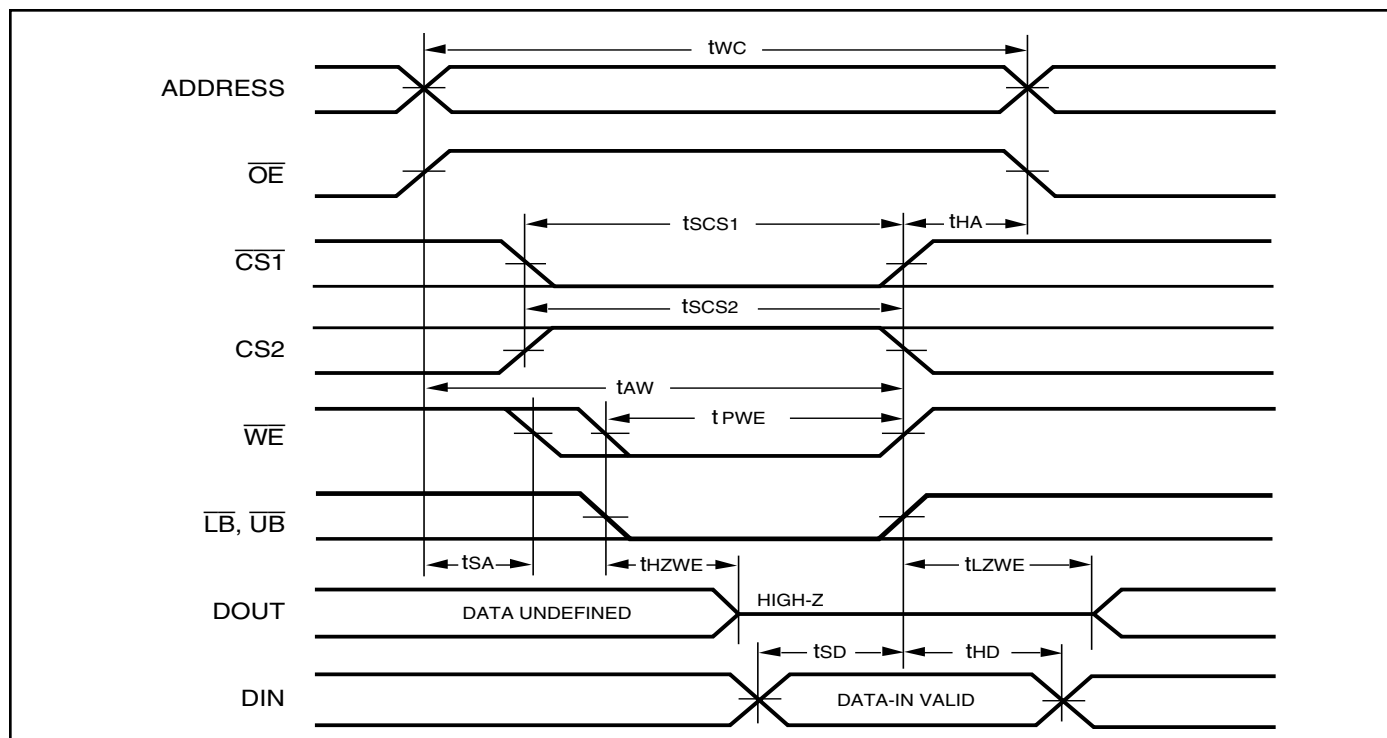 tWC
ADDRESS
OE
tSCS1
tHA
CS1
tSCS2
CS2
tAW
tPWE
WE
LB, UB
tSA
tHZWE
tLZWE
DOUT
DATA UNDEFINED
HIGH-Z
tSD
tHD
DIN
DATA-IN VALID